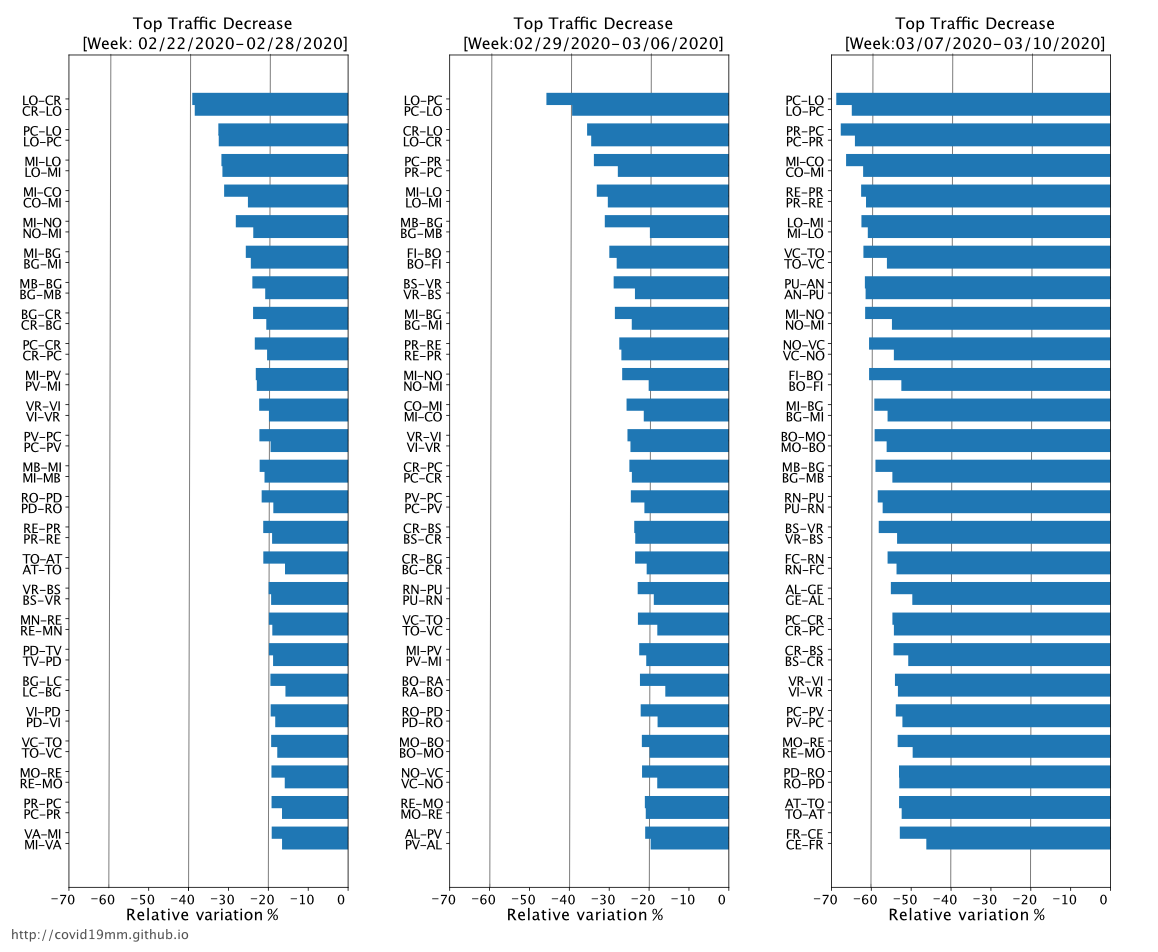 Top Traffic Decrease
[Week: 02/22/2020-02/28/2020]
LO-CR
CR-LO
PC-LO
LO-PC
MI-LO
LO-MI
MI-CO
CO-MI
MI-NO
NO-MI
MI-BG
BG-MI
MB-BG
BG-MB
BG-CR
CR-BG
PC-CR
CR-PC
MI-PV
PV-MI
VR-VI
VI-VR
PV-PC
PC-PV
MB-MI
MI-MB
RO-PD
PD-RO
RE-PR
PR-RE
TO-AT
AT-TO
VR-BS
BS-VR
MN-RE
RE-MN
PD-TV
TV-PD
BG-LC
LC-BG
VI-PD
PD-VI
VC-TO
TO-VC
MO-RE
RE-MO
PR-PC
PC-PR
VA-MI
MI-VA
-70 -60 -50 -40 -30 -20 -10 0
Relative variation %
Top Traffic Decrease
[Week:02/29/2020-03/06/2020]
LO-PC
PC-LO
CR-LO
LO-CR
PC-PR
PR-PC
MI-LO
LO-MI
MB-BG
BG-MB
FI-BO
BO-FI
BS-VR
VR-BS
MI-BG
BG-MI
PR-RE
RE-PR
MI-NO
NO-MI
CO-MI
MI-CO
VR-VI
VI-VR
CR-PC
PC-CR
PV-PC
PC-PV
CR-BS
BS-CR
CR-BG
BG-CR
RN-PU
PU-RN
VC-TO
TO-VC
MI-PV
PV-MI
BO-RA
RA-BO
RO-PD
PD-RO
MO-BO
BO-MO
NO-VC
VC-NO
RE-MO
MO-RE
AL-PV
PV-AL
-70 -60 -50 -40 -30 -20 -10 0
Relative variation %
Top Traffic Decrease
[Week:03/07/2020-03/10/2020]
PC-LO
LO-PC
PR-PC
PC-PR
MI-CO
CO-MI
RE-PR
PR-RE
LO-MI
MI-LO
VC-TO
TO-VC
PU-AN
AN-PU
MI-NO
NO-MI
NO-VC
VC-NO
FI-BO
BO-FI
MI-BG
BG-MI
BO-MO
MO-BO
MB-BG
BG-MB
RN-PU
PU-RN
BS-VR
VR-BS
FC-RN
RN-FC
AL-GE
GE-AL
PC-CR
CR-PC
CR-BS
BS-CR
VR-VI
VI-VR
PC-PV
PV-PC
MO-RE
RE-MO
PD-RO
RO-PD
AT-TO
TO-AT
FR-CE
CE-FR
-70 -60 -50 -40 -30 -20 -10 0
Relative variation %
http://covid19mm.github.io